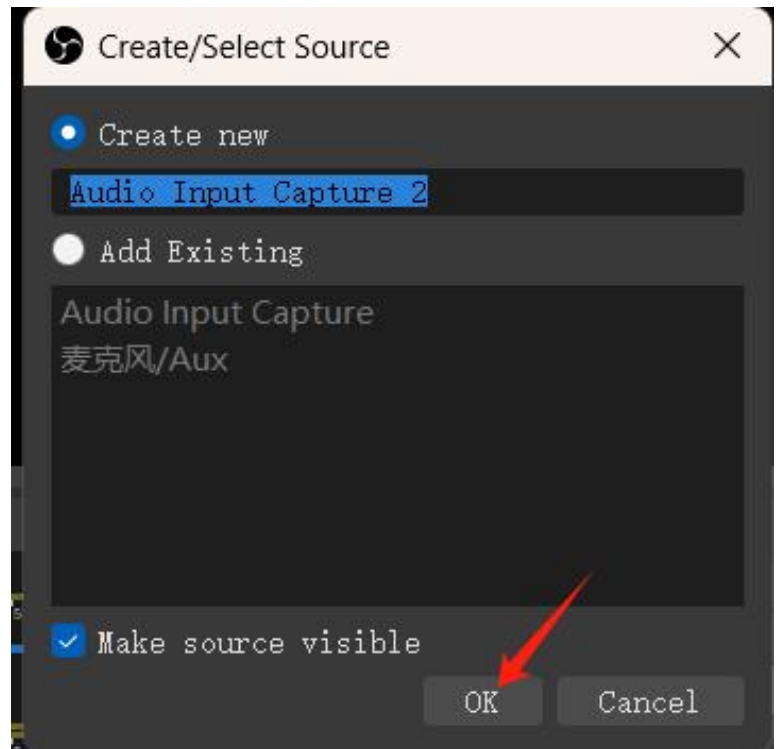 Create/Select Source
Create new
Audio Input Capture 2
Add Existing
Audio Input Capture
麦克风/Aux
Make source visible
OK
Cancel